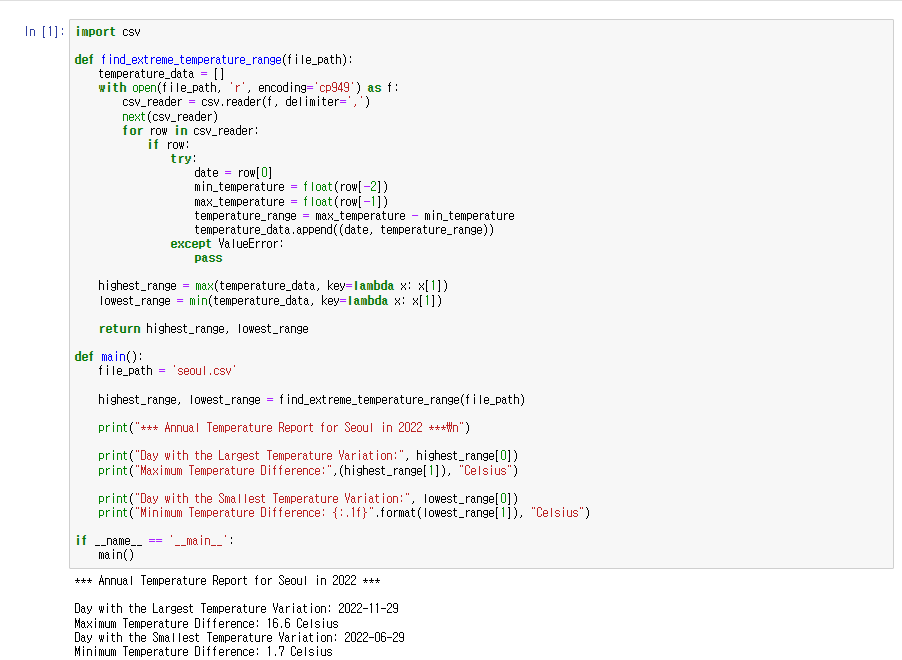 In [1]:
import csv
def find_extreme_temperature_range(file_path):
    temperature_data = []
    with open(file_path, 'r', encoding='cp949') as f:
        csv_reader = csv.reader(f, delimiter=',')
        next(csv_reader)
        for row in csv_reader:
            if row:
                try:
                    date = row[0]
                    min_temperature = float(row[-2])
                    max_temperature = float(row[-1])
                    temperature_range = max_temperature - min_temperature
                    temperature_data.append((date, temperature_range))
                except ValueError:
                    pass
    highest_range = max(temperature_data, key=lambda x: x[1])
    lowest_range = min(temperature_data, key=lambda x: x[1])
    return highest_range, lowest_range
def main():
    file_path = 'seoul.csv'
    highest_range, lowest_range = find_extreme_temperature_range(file_path)
    print("*** Annual Temperature Report for Seoul in 2022 ***₩n")
    print("Day with the Largest Temperature Variation:", highest_range[0])
    print("Maximum Temperature Difference:",(highest_range[1]), "Celsius")
    print("Day with the Smallest Temperature Variation:", lowest_range[0])
    print("Minimum Temperature Difference: {:.1f}".format(lowest_range[1]), "Celsius")
if __name__ == '__main__':
    main()
*** Annual Temperature Report for Seoul in 2022 ***
Day with the Largest Temperature Variation: 2022-11-29
Maximum Temperature Difference: 16.6 Celsius
Day with the Smallest Temperature Variation: 2022-06-29
Minimum Temperature Difference: 1.7 Celsius